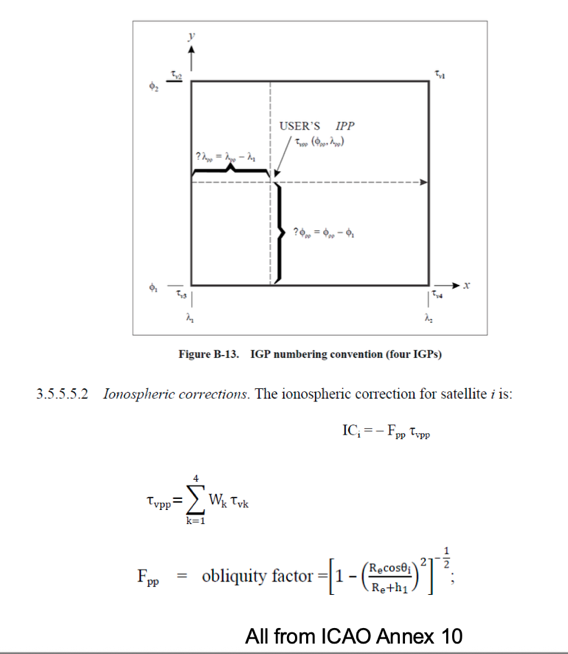 y
τv2 τv1
ϕ2
USER'S IPP
τvpp (ϕpp, λpp)
?λpp = λpp – λ1
?ϕpp = ϕpp – ϕ1
ϕ1 τv3 τv4 x
λ1 λ2
Figure B-13. IGP numbering convention (four IGPs)
3.5.5.5.2 Ionospheric corrections. The ionospheric correction for satellite i is:
ICi = – Fpp τvpp
τvpp = ∑ (k=1 to 4) Wk τvk
Fpp = obliquity factor = [1 – (Re cosθi / (Re + h1))^2]^(-1/2);
All from ICAO Annex 10